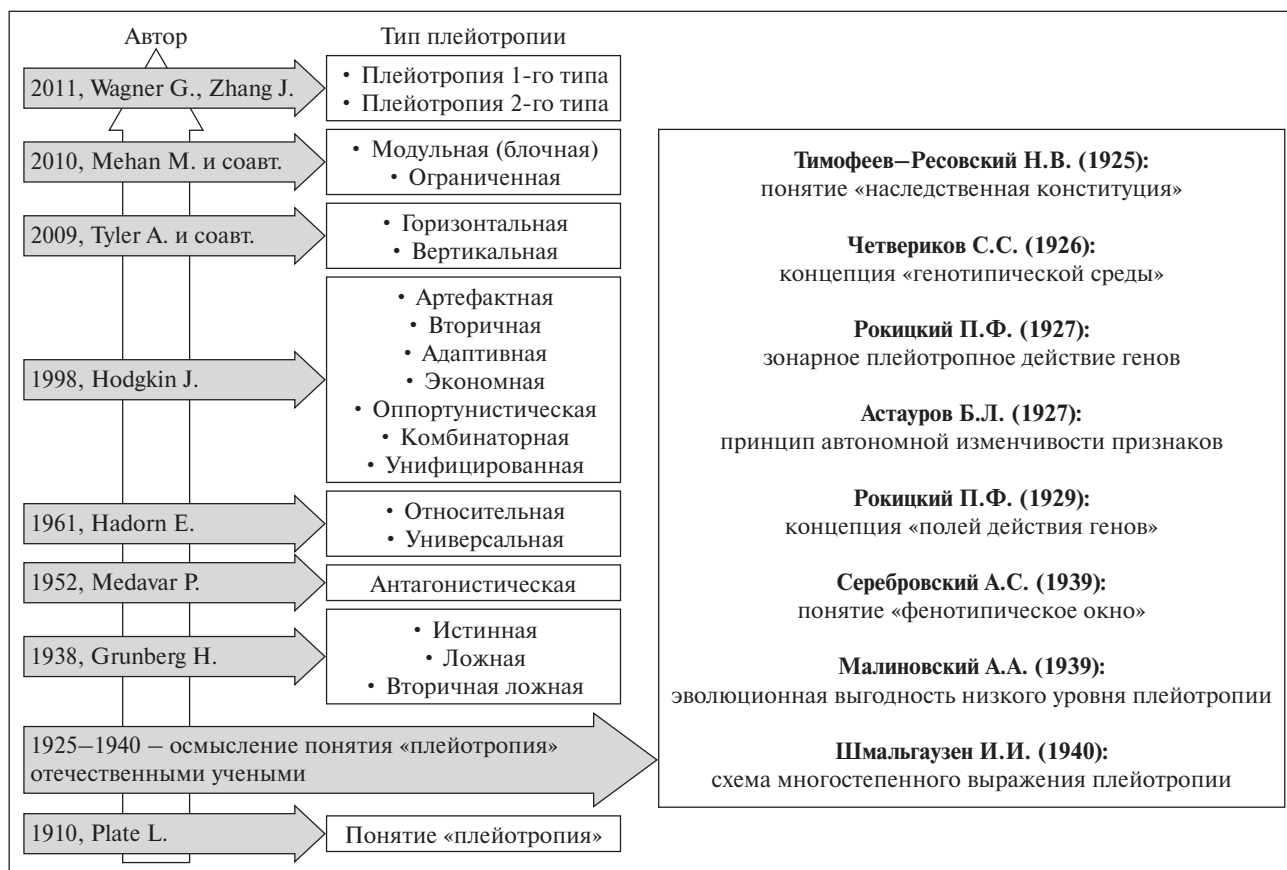 Автор
Тип плейотропии
2011, Wagner G., Zhang J.
• Плейотропия 1-го типа
• Плейотропия 2-го типа
2010, Mehan M. и соавт.
• Модульная (блочная)
• Ограниченная
2009, Tyler A. и соавт.
• Горизонтальная
• Вертикальная
1998, Hodgkin J.
• Артефактная
• Вторичная
• Адаптивная
• Экономная
• Оппортунистическая
• Комбинаторная
• Унифицированная
1961, Hadorn E.
• Относительная
• Универсальная
1952, Medavar P.
Антагонистическая
1938, Grunberg H.
• Истинная
• Ложная
• Вторичная ложная
1925–1940 – осмысление понятия «плейотропия»
отечественными учеными
Тимофеев–Ресовский Н.В. (1925):
понятие «наследственная конституция»
Четвериков С.С. (1926):
концепция «генотипической среды»
Рокицкий П.Ф. (1927):
зонарное плейотропное действие генов
Астауров Б.Л. (1927):
принцип автономной изменчивости признаков
Рокицкий П.Ф. (1929):
концепция «полей действия генов»
Серебровский А.С. (1939):
понятие «фенотипическое окно»
Малиновский А.А. (1939):
эволюционная выгодность низкого уровня плейотропии
Шмальгаузен И.И. (1940):
схема многостепенного выражения плейотропии
1910, Plate L.
Понятие «плейотропия»